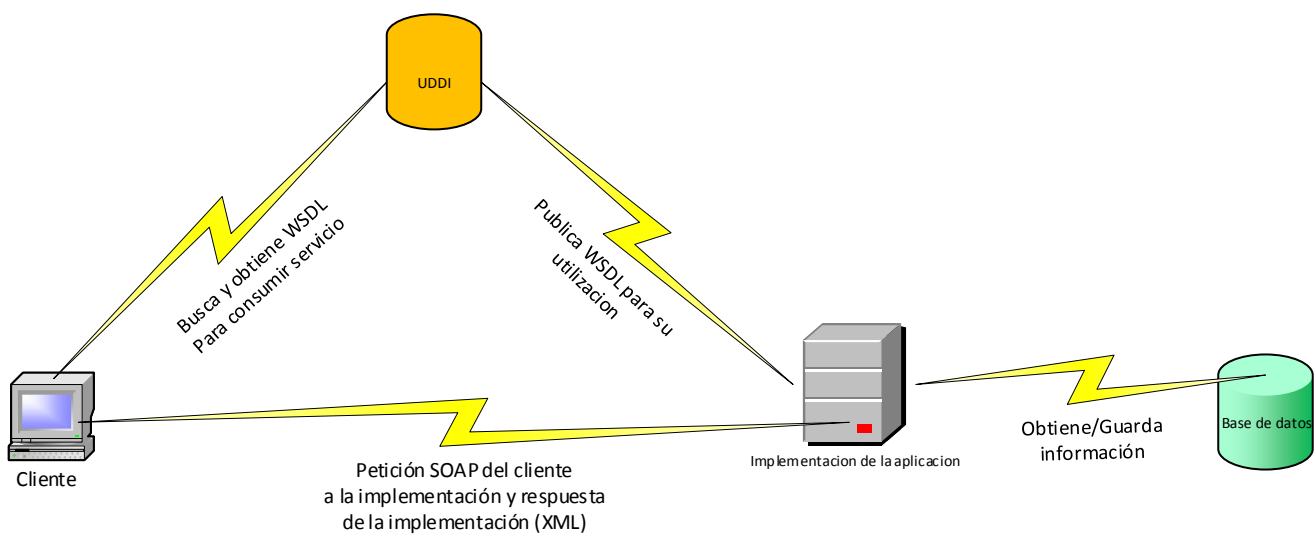 UDDI
Busca y obtiene WSDL
Para consumir servicio
Publica WSDL para su
utilizacion
Cliente
Petición SOAP del cliente
a la implementación y respuesta
de la implementación (XML)
Implementacion de la aplicacion
Obtiene/Guarda
información
Base de datos